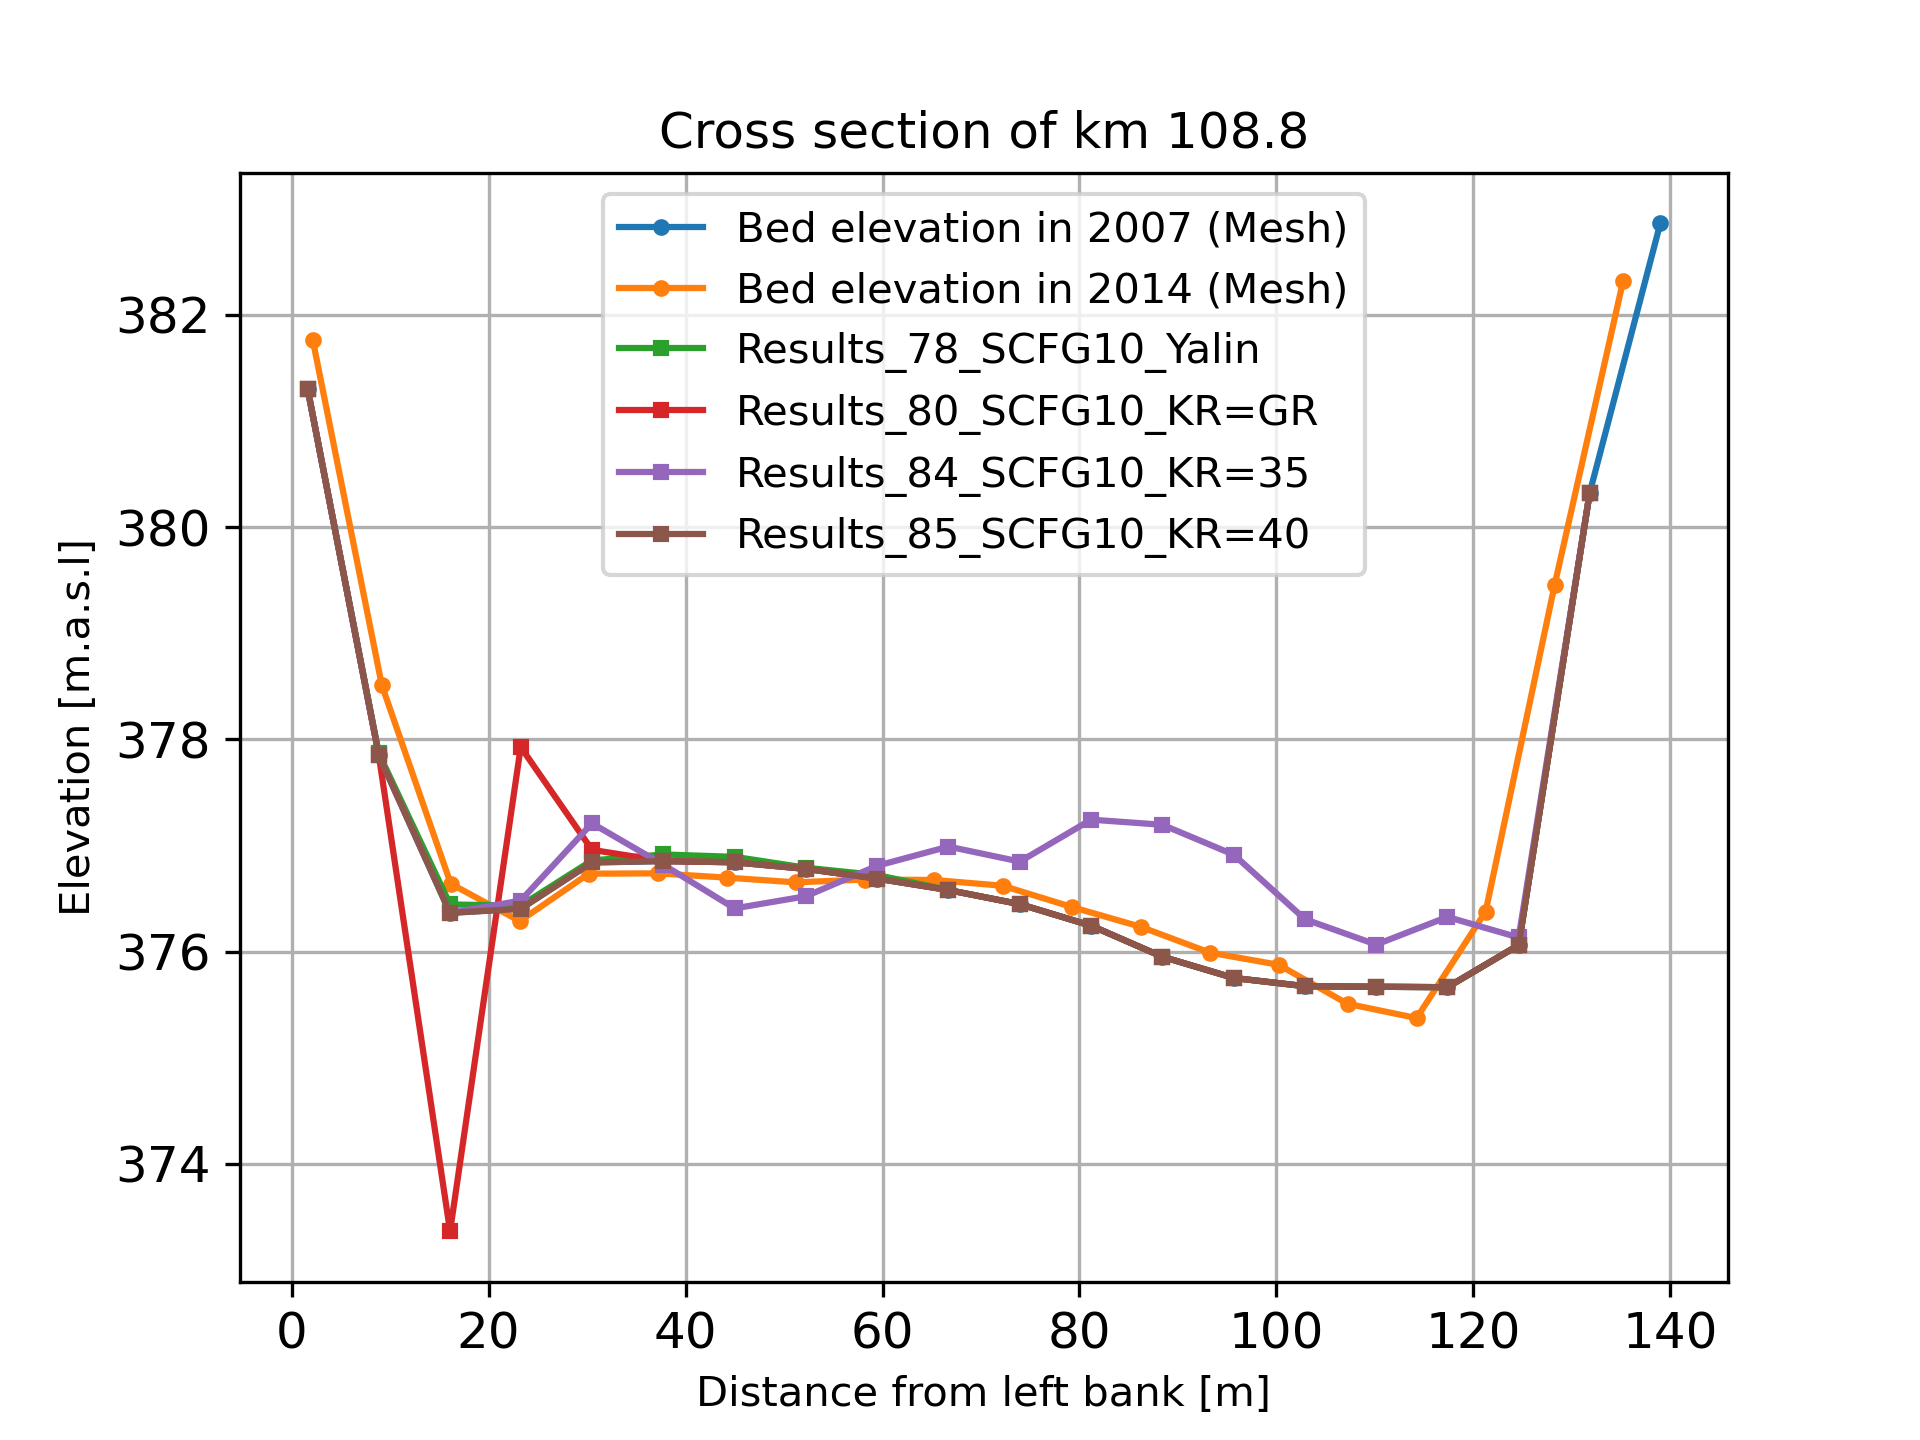 Cross section of km 108.8
Bed elevation in 2007 (Mesh)
Bed elevation in 2014 (Mesh)
Results_78_SCFG10_Yalin
Results_80_SCFG10_KR=GR
Results_84_SCFG10_KR=35
Results_85_SCFG10_KR=40
Elevation [m.a.s.l]
382
380
378
376
374
0 20 40 60 80 100 120 140
Distance from left bank [m]